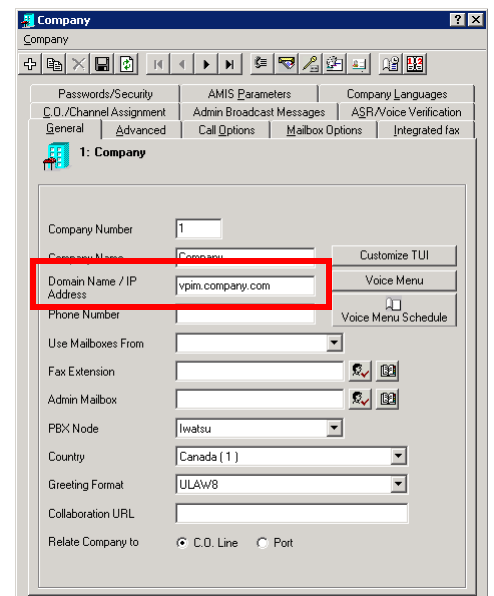 Company
Company
Passwords/Security AMIS Parameters Company Languages
C.O./Channel Assignment Admin Broadcast Messages ASR/Voice Verification
General Advanced Call Options Mailbox Options Integrated fax
1: Company
Company Number 1
Company Name Company Customize TUI
Domain Name / IP Address vpim.company.com Voice Menu
Phone Number Voice Menu Schedule
Use Mailboxes From
Fax Extension
Admin Mailbox
PBX Node Iwatsu
Country Canada ( 1 )
Greeting Format ULAW8
Collaboration URL
Relate Company to C.O. Line Port